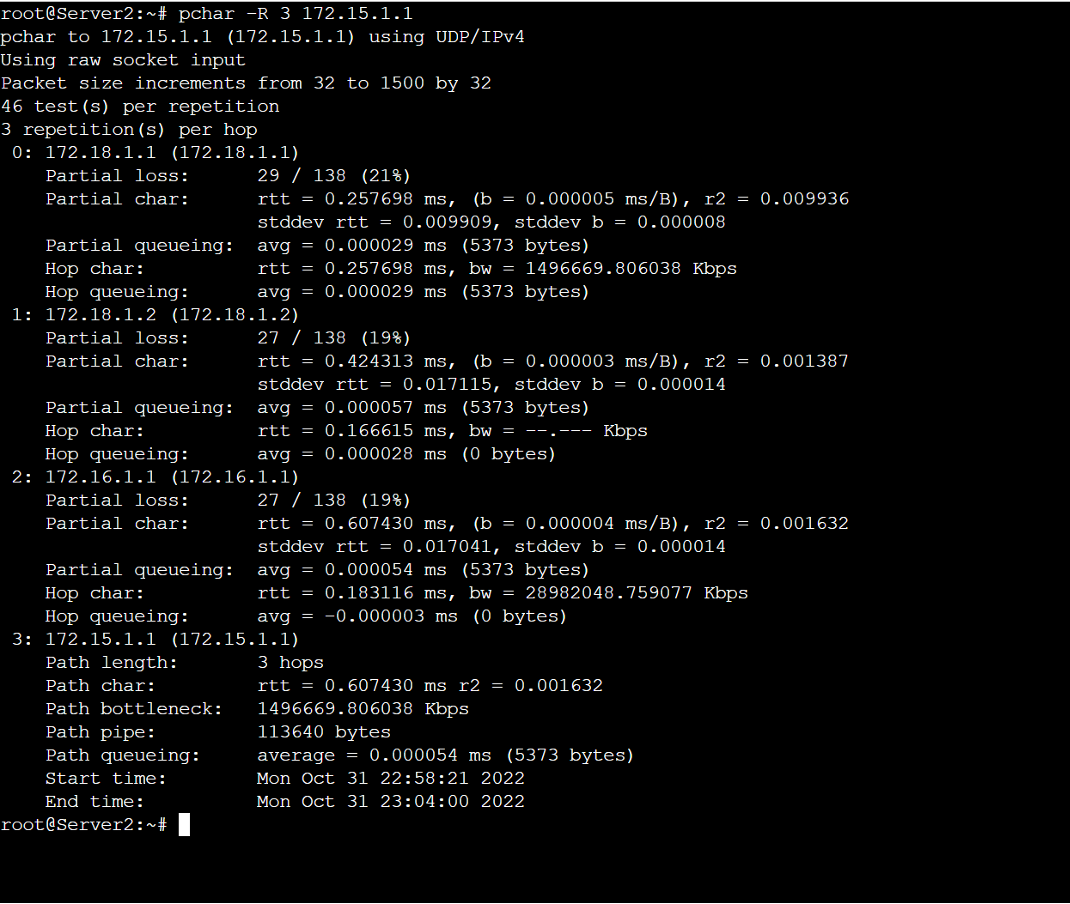 root@Server2:~# pchar -R 3 172.15.1.1
pchar to 172.15.1.1 (172.15.1.1) using UDP/IPv4
Using raw socket input
Packet size increments from 32 to 1500 by 32
46 test(s) per repetition
3 repetition(s) per hop
 0: 172.18.1.1 (172.18.1.1)
    Partial loss:      29 / 138 (21%)
    Partial char:      rtt = 0.257698 ms, (b = 0.000005 ms/B), r2 = 0.009936
                       stddev rtt = 0.009909, stddev b = 0.000008
    Partial queueing:  avg = 0.000029 ms (5373 bytes)
    Hop char:          rtt = 0.257698 ms, bw = 1496669.806038 Kbps
    Hop queueing:      avg = 0.000029 ms (5373 bytes)
 1: 172.18.1.2 (172.18.1.2)
    Partial loss:      27 / 138 (19%)
    Partial char:      rtt = 0.424313 ms, (b = 0.000003 ms/B), r2 = 0.001387
                       stddev rtt = 0.017115, stddev b = 0.000014
    Partial queueing:  avg = 0.000057 ms (5373 bytes)
    Hop char:          rtt = 0.166615 ms, bw = --.--- Kbps
    Hop queueing:      avg = 0.000028 ms (0 bytes)
 2: 172.16.1.1 (172.16.1.1)
    Partial loss:      27 / 138 (19%)
    Partial char:      rtt = 0.607430 ms, (b = 0.000004 ms/B), r2 = 0.001632
                       stddev rtt = 0.017041, stddev b = 0.000014
    Partial queueing:  avg = 0.000054 ms (5373 bytes)
    Hop char:          rtt = 0.183116 ms, bw = 28982048.759077 Kbps
    Hop queueing:      avg = -0.000003 ms (0 bytes)
 3: 172.15.1.1 (172.15.1.1)
    Path length:       3 hops
    Path char:         rtt = 0.607430 ms r2 = 0.001632
    Path bottleneck:   1496669.806038 Kbps
    Path pipe:         113640 bytes
    Path queueing:     average = 0.000054 ms (5373 bytes)
    Start time:        Mon Oct 31 22:58:21 2022
    End time:          Mon Oct 31 23:04:00 2022
root@Server2:~#